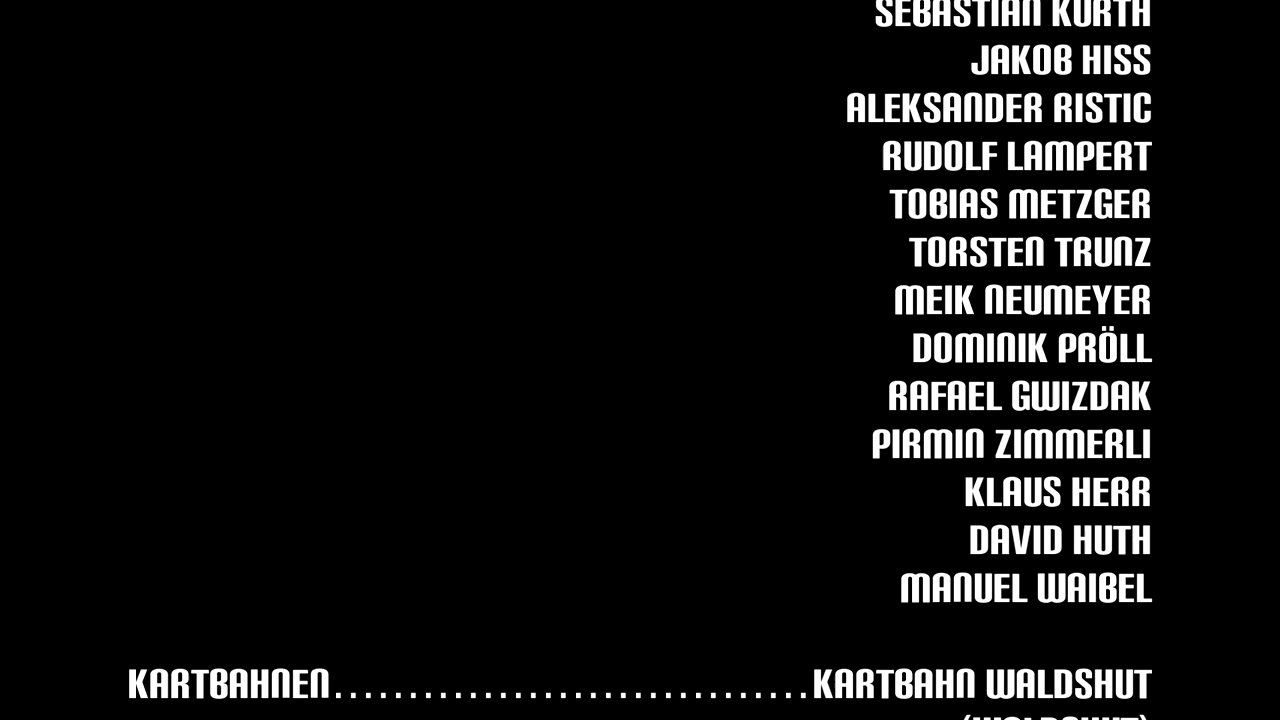 SEBASTIAN KURTH
JAKOB HISS
ALEKSANDER RISTIC
RUDOLF LAMPERT
TOBIAS METZGER
TORSTEN TRUNZ
MEIK NEUMEYER
DOMINIK PRÖLL
RAFAEL GWIZDAK
PIRMIN ZIMMERLI
KLAUS HERR
DAVID HUTH
MANUEL WAIBEL
KARTBAHNEN................................KARTBAHN WALDSHUT